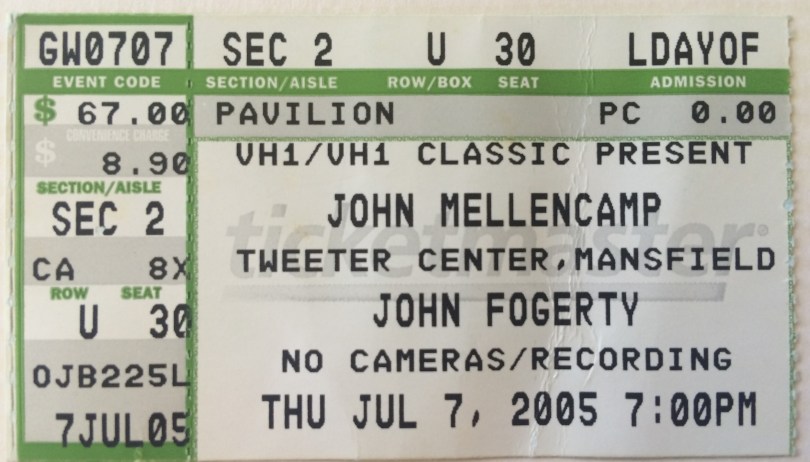 GW0707 SEC 2 U 30 LDAYOF
EVENT CODE SECTION/AISLE ROW/BOX SEAT ADMISSION
$ 67.00 PAVILION PC 0.00
CONVENIENCE CHARGE
$ 8.90
VH1/VH1 CLASSIC PRESENT
SECTION/AISLE
SEC 2
JOHN MELLENCAMP
ticketmaster®
CA 8X
TWEETER CENTER,MANSFIELD
ROW SEAT
U 30
JOHN FOGERTY
OJB225L
NO CAMERAS/RECORDING
7JUL05
THU JUL 7, 2005 7:00PM